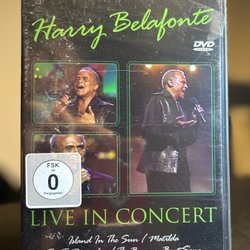 Harry Belafonte
DVD
FSK
0
LIVE IN CONCERT
Island In The Sun / Matilda